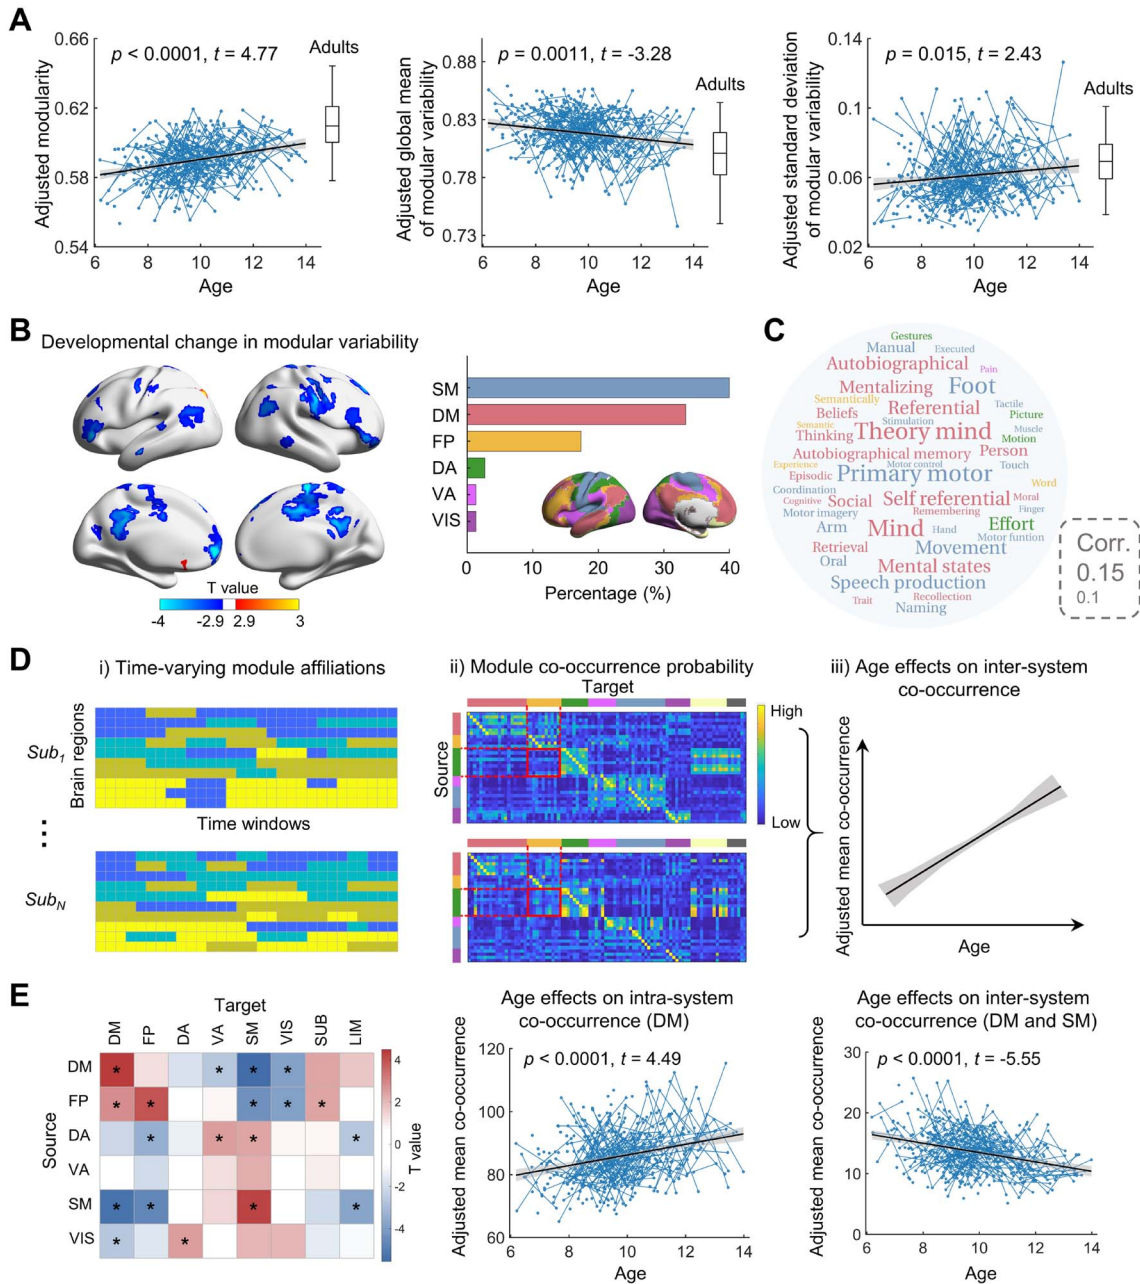 A
p < 0.0001, t = 4.77
Adults
Adjusted modularity
0.66
0.62
0.58
0.54
6 8 10 12 14
Age
p = 0.0011, t = -3.28
Adults
Adjusted global mean
of modular variability
0.88
0.83
0.78
0.73
6 8 10 12 14
Age
p = 0.015, t = 2.43
Adults
Adjusted standard deviation
of modular variability
0.14
0.1
0.06
0.02
6 8 10 12 14
Age
B
Developmental change in modular variability
T value
-4 -2.9 2.9 3
SM
DM
FP
DA
VA
VIS
0 10 20 30 40
Percentage (%)
C
Gestures
Manual Executed
Autobiographical Pain
Mentalizing Foot
Semantically Tactile
Beliefs Referential Picture
Stimulation Muscle
Semantic
Thinking Theory mind Motion
Autobiographical memory Person
Experience Motor control Touch
Episodic Primary motor Word
Coordination
Cognitive Social Self referential Moral
Motor imagery Remembering Finger
Arm Mind Hand Effort
Motor funtion
Retrieval Movement
Oral Mental states
Speech production
Trait Recollection
Naming
Corr.
0.15
0.1
D
i) Time-varying module affiliations
Brain regions
Sub1
Time windows
⋮
SubN
ii) Module co-occurrence probability
Target
Source
High
Low
iii) Age effects on inter-system
co-occurrence
Adjusted mean co-occurrence
Age
E
Target
DM FP DA VA SM VIS SUB LIM
Source
DM * * * *
FP * * * * *
DA * * * *
VA
SM * * * *
VIS * *
4
2
0
-2
-4
T value
Age effects on intra-system
co-occurrence (DM)
p < 0.0001, t = 4.49
Adjusted mean co-occurrence
120
100
80
60
6 8 10 12 14
Age
Age effects on inter-system
co-occurrence (DM and SM)
p < 0.0001, t = -5.55
Adjusted mean co-occurrence
30
20
10
0
6 8 10 12 14
Age